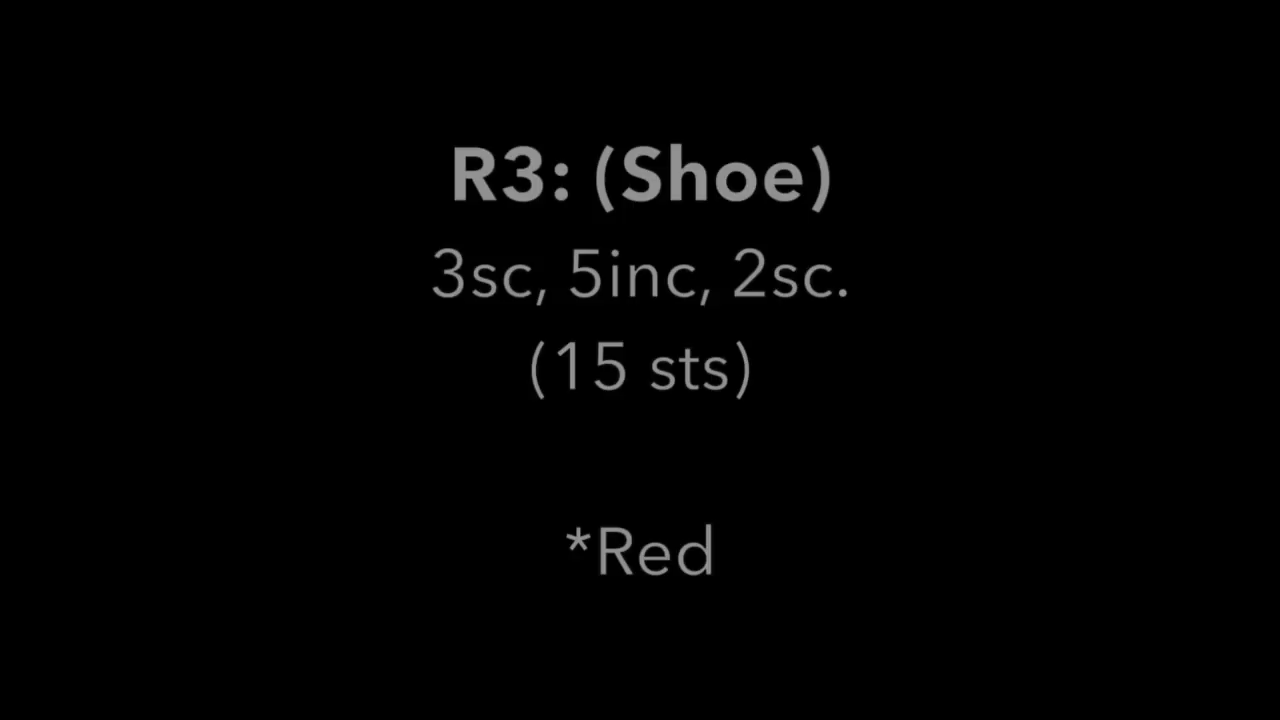 R3: (Shoe)
3sc, 5inc, 2sc.
(15 sts)
*Red